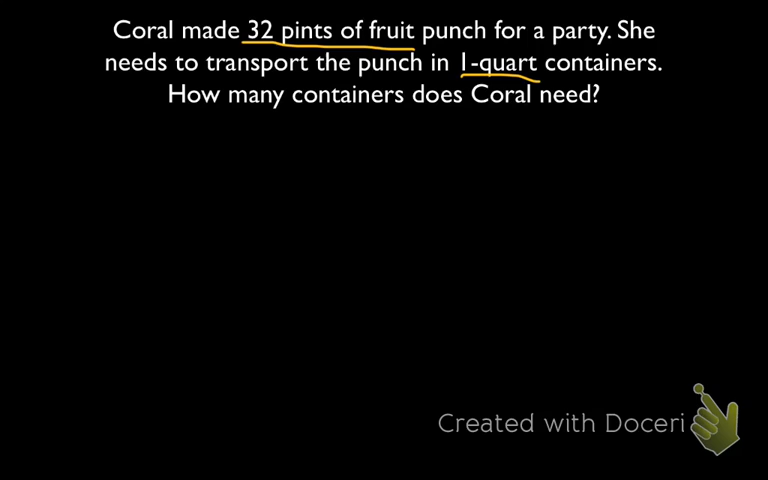 Coral made 32 pints of fruit punch for a party. She
needs to transport the punch in 1-quart containers.
How many containers does Coral need?
Created with Doceri